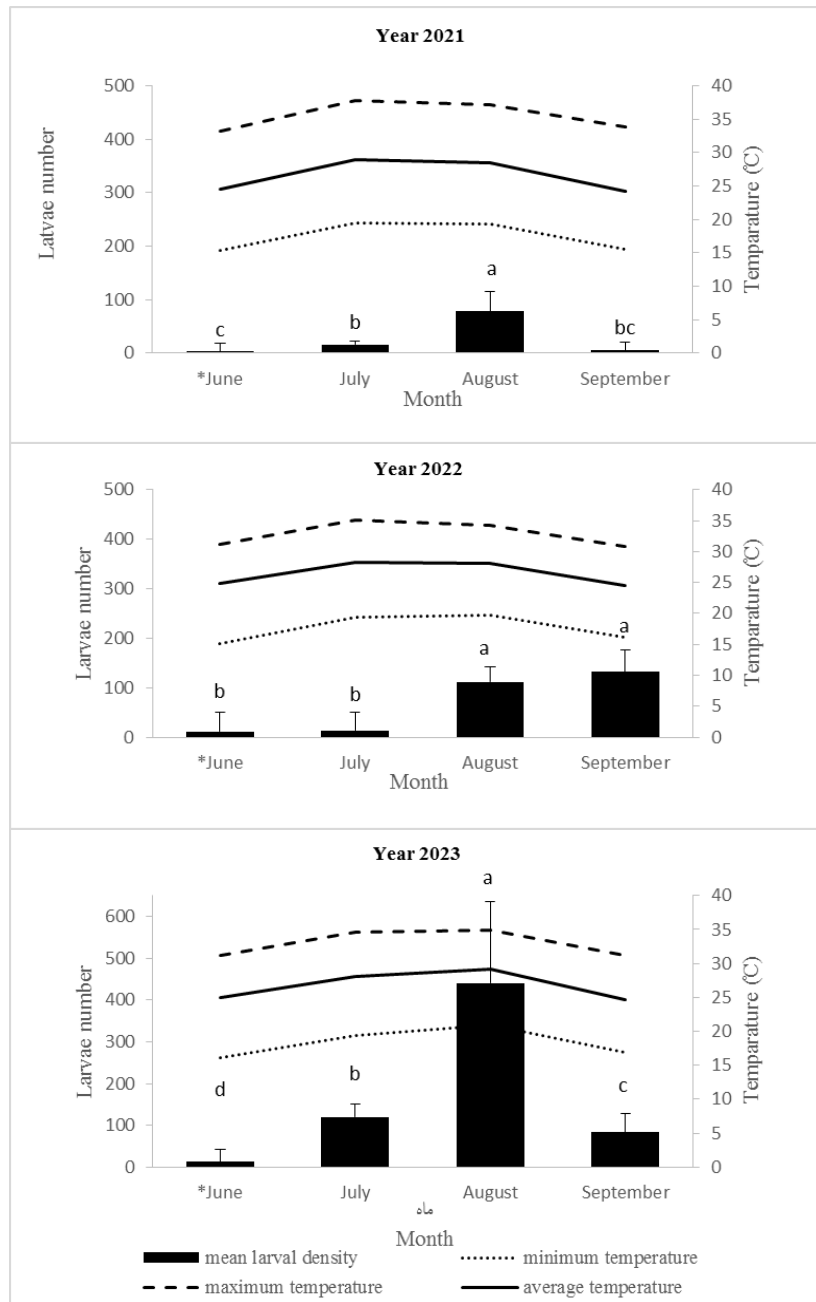 Year 2021
500
400
300
200
100
0
Latvae number
40
35
30
25
20
15
10
5
0
Temparature (℃)
c
b
a
bc
*June July August September
Month
Year 2022
500
400
300
200
100
0
Larvae number
40
35
30
25
20
15
10
5
0
Temparature (℃)
b
b
a
a
*June July August September
Month
Year 2023
600
500
400
300
200
100
0
Larvae number
40
35
30
25
20
15
10
5
0
Temparature (℃)
d
b
a
c
*June July August September
ماه
Month
mean larval density minimum temperature
maximum temperature average temperature